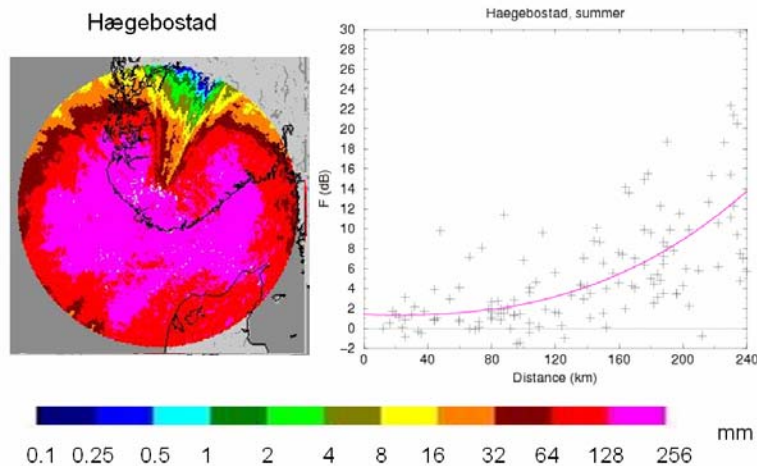 Hægebostad
Haegebostad, summer
F (dB)
30
28
26
24
22
20
18
16
14
12
10
8
6
4
2
0
−2
0 40 80 120 160 200 240
Distance (km)
mm
0.1 0.25 0.5 1 2 4 8 16 32 64 128 256